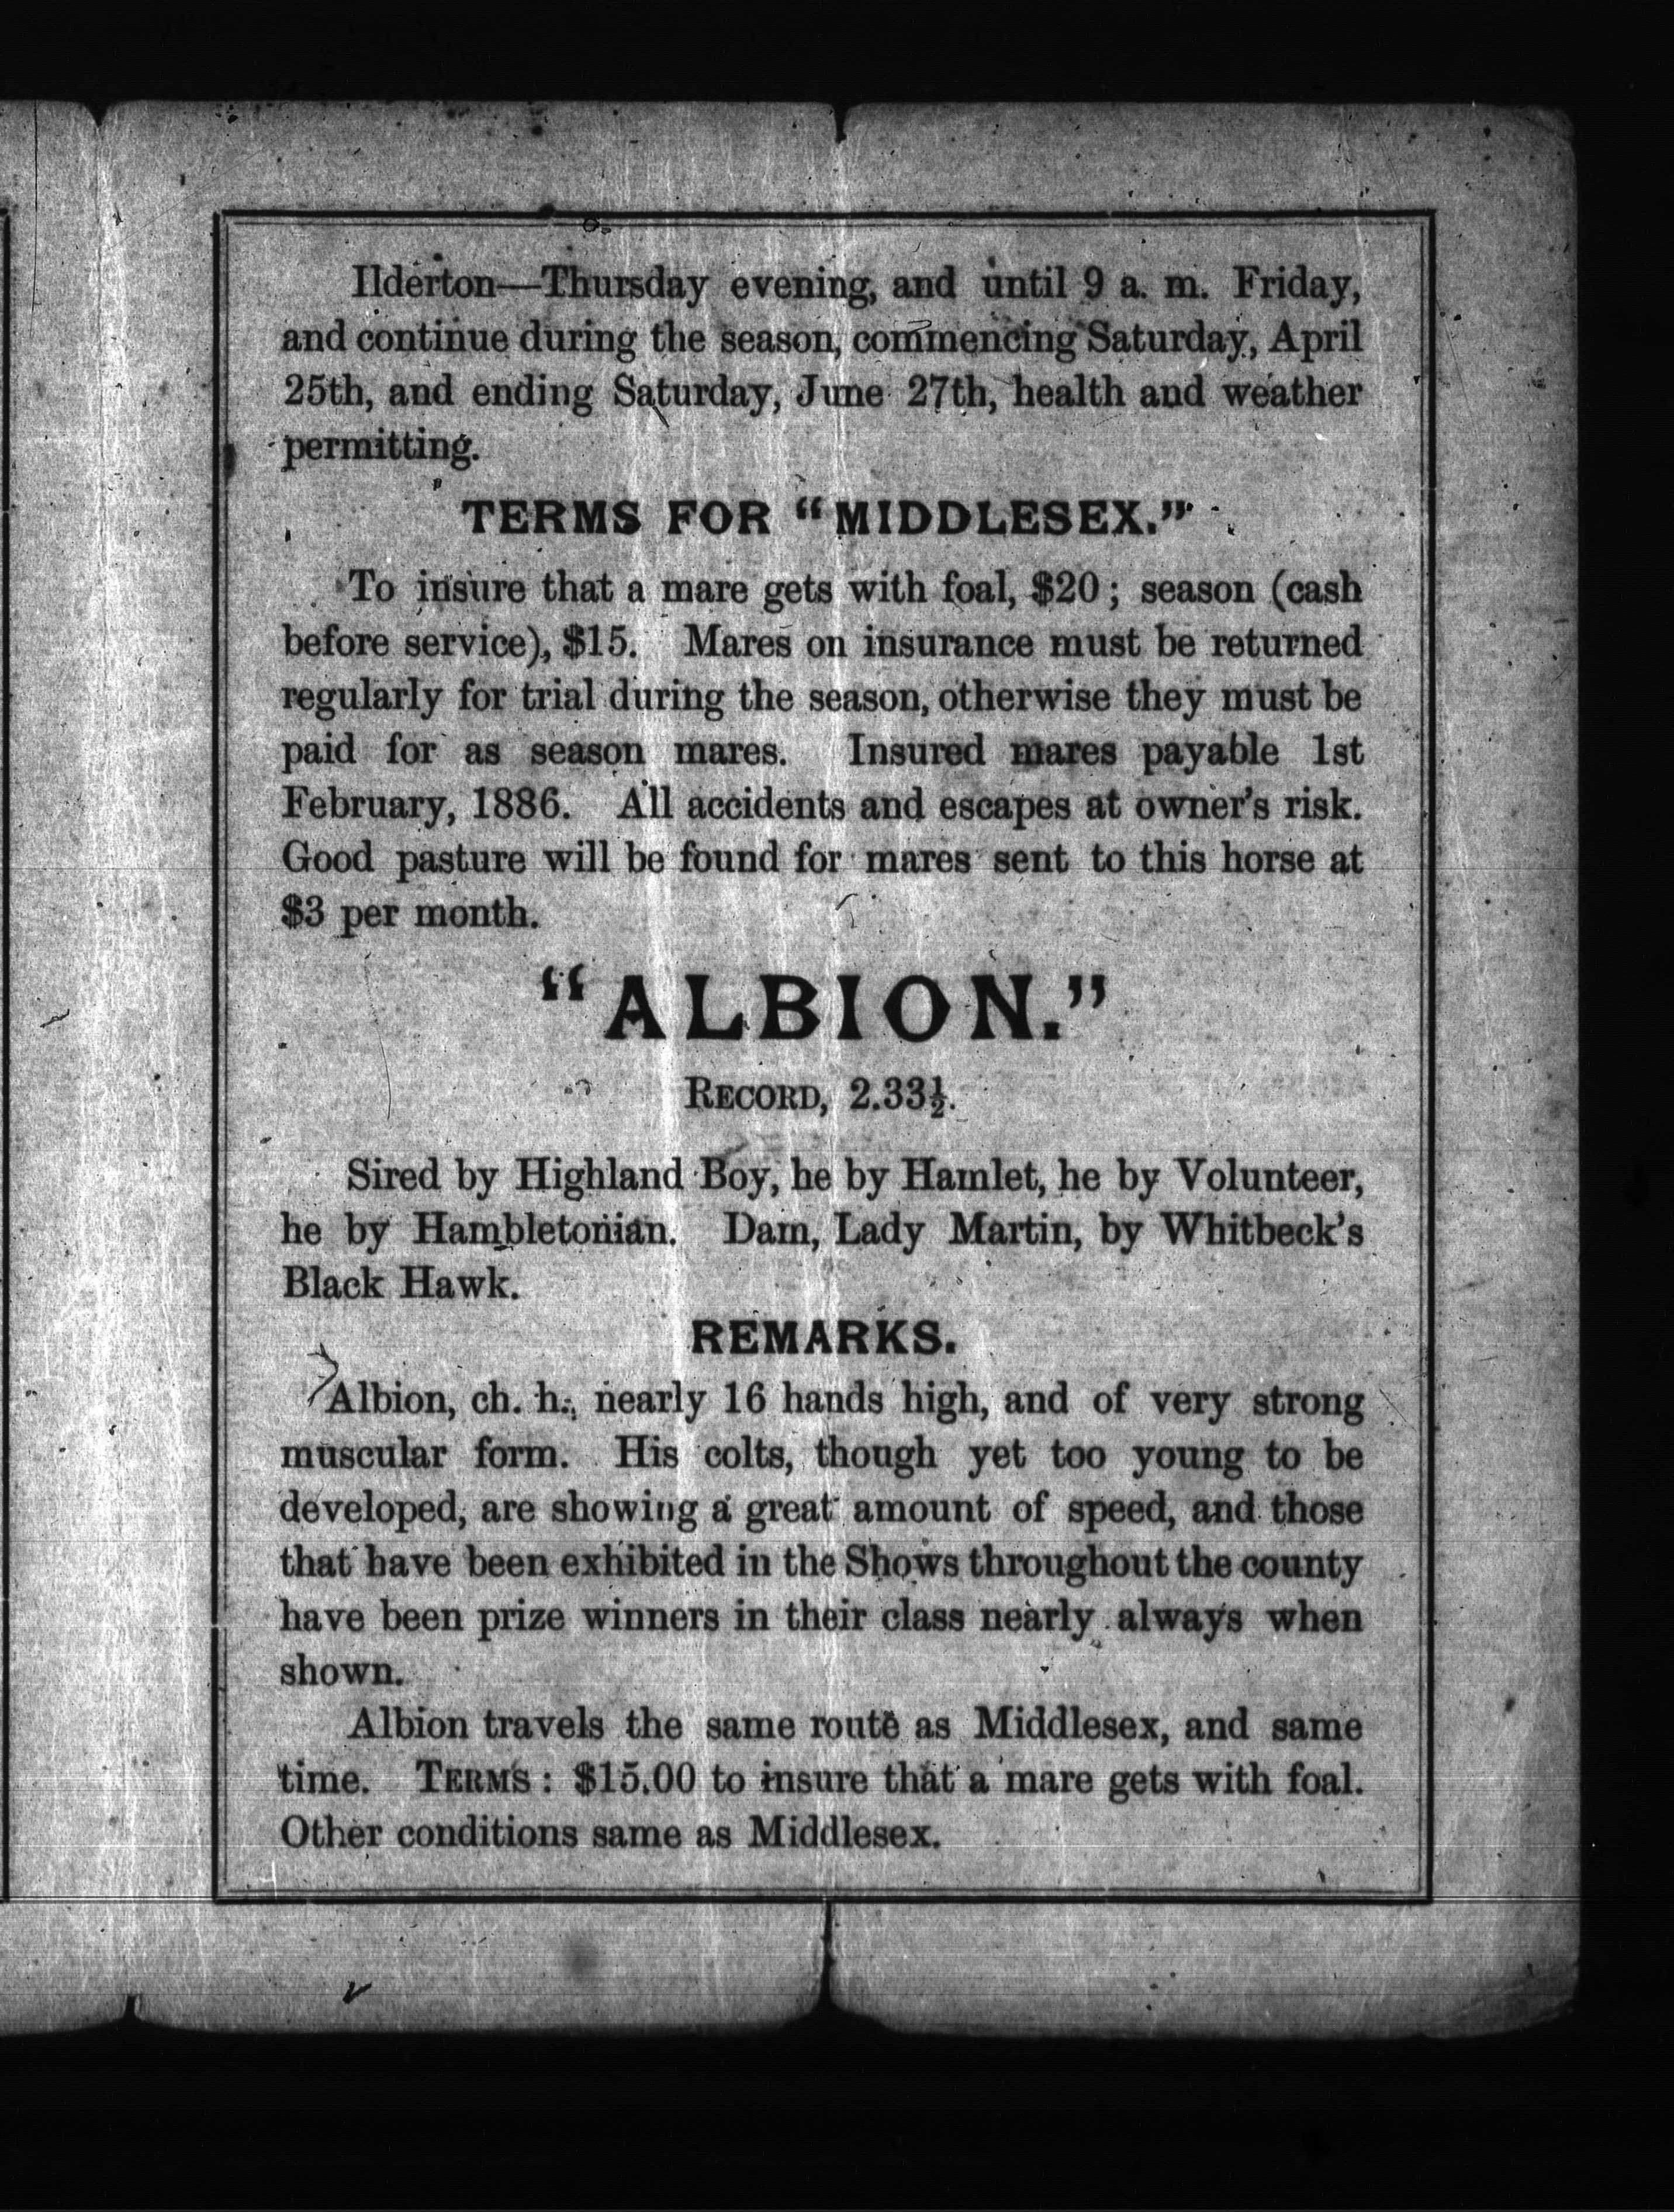 Ilderton—Thursday evening, and until 9 a. m. Friday,
and continue during the season, commencing Saturday, April
25th, and ending Saturday, June 27th, health and weather
permitting.
TERMS FOR "MIDDLESEX."
To insure that a mare gets with foal, $20 ; season (cash
before service), $15. Mares on insurance must be returned
regularly for trial during the season, otherwise they must be
paid for as season mares. Insured mares payable 1st
February, 1886. All accidents and escapes at owner's risk.
Good pasture will be found for mares sent to this horse at
$3 per month.
"ALBION."
RECORD, 2.33½.
Sired by Highland Boy, he by Hamlet, he by Volunteer,
he by Hambletonian. Dam, Lady Martin, by Whitbeck's
Black Hawk.
REMARKS.
Albion, ch. h., nearly 16 hands high, and of very strong
muscular form. His colts, though yet too young to be
developed, are showing a great amount of speed, and those
that have been exhibited in the Shows throughout the county
have been prize winners in their class nearly always when
shown.
Albion travels the same route as Middlesex, and same
time. TERMS : $15.00 to insure that a mare gets with foal.
Other conditions same as Middlesex.